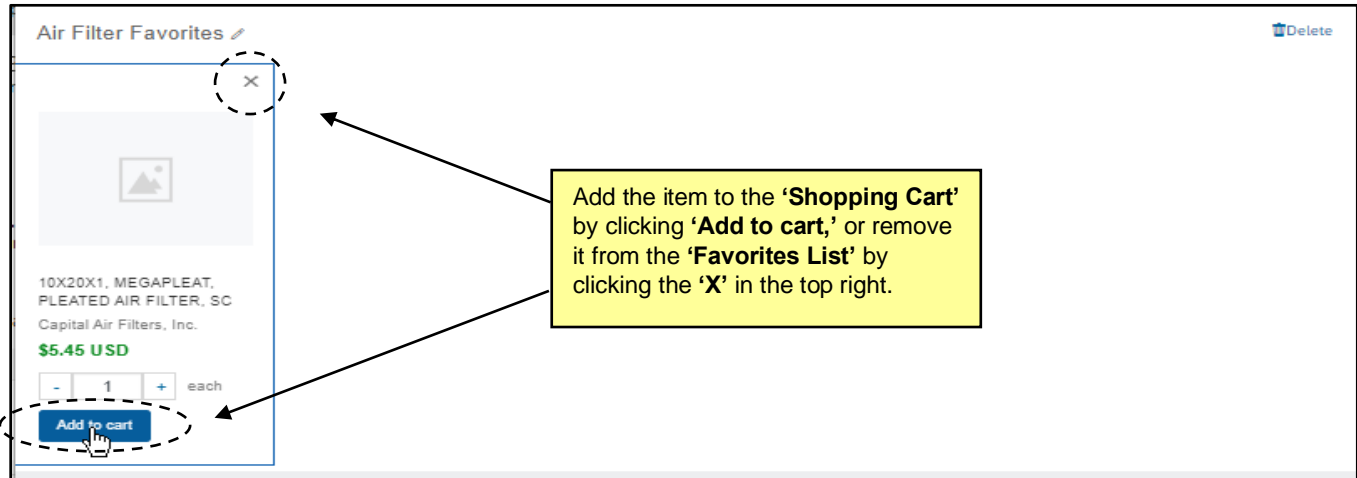 Air Filter Favorites
Delete
Add the item to the ‘Shopping Cart’
by clicking ‘Add to cart,’ or remove
it from the ‘Favorites List’ by
clicking the ‘X’ in the top right.
10X20X1, MEGAPLEAT,
PLEATED AIR FILTER, SC
Capital Air Filters, Inc.
$5.45 USD
- 1 + each
Add to cart